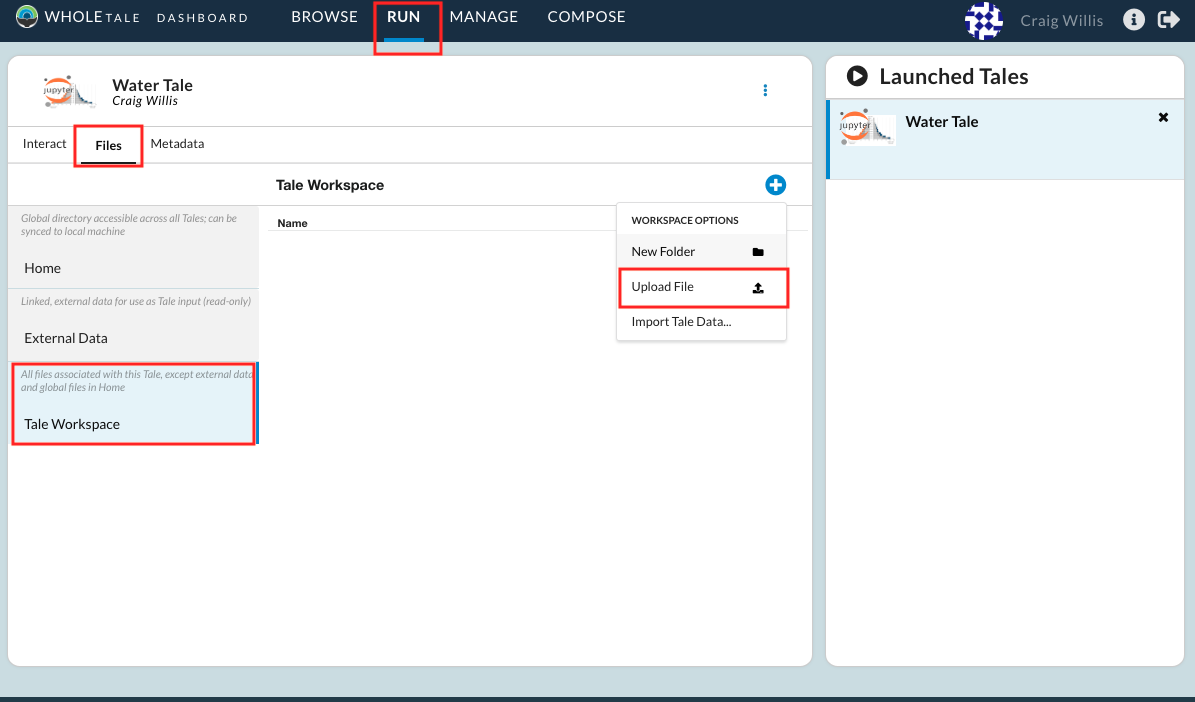 WHOLE TALE DASHBOARD BROWSE RUN MANAGE COMPOSE Craig Willis
jupyter
Water Tale
Craig Willis
Interact Files Metadata
Tale Workspace
Global directory accessible across all Tales; can be
synced to local machine
Home
Linked, external data for use as Tale input (read-only)
External Data
All files associated with this Tale, except external data
and global files in Home
Tale Workspace
Name
WORKSPACE OPTIONS
New Folder
Upload File
Import Tale Data...
Launched Tales
jupyter
Water Tale